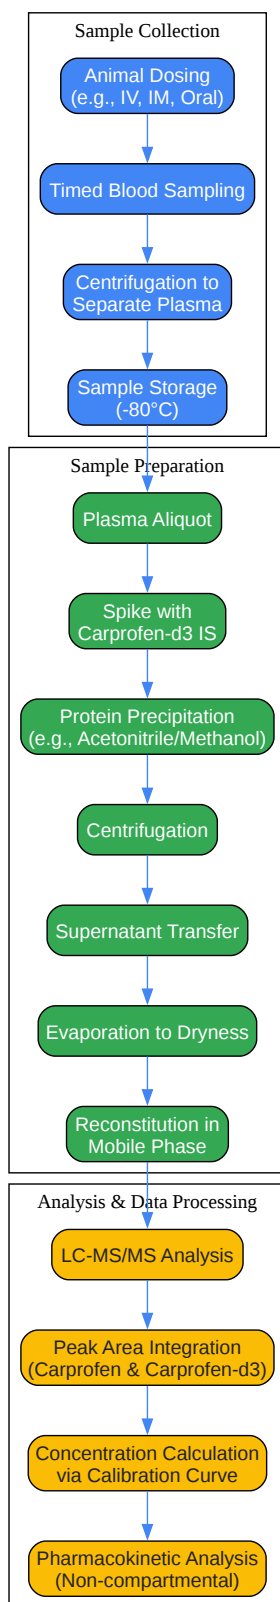 Sample Collection
Animal Dosing
(e.g., IV, IM, Oral)
Timed Blood Sampling
Centrifugation to
Separate Plasma
Sample Storage
(-80°C)
Sample Preparation
Plasma Aliquot
Spike with
Carprofen-d3 IS
Protein Precipitation
(e.g., Acetonitrile/Methanol)
Centrifugation
Supernatant Transfer
Evaporation to Dryness
Reconstitution in
Mobile Phase
Analysis & Data Processing
LC-MS/MS Analysis
Peak Area Integration
(Carprofen & Carprofen-d3)
Concentration Calculation
via Calibration Curve
Pharmacokinetic Analysis
(Non-compartmental)